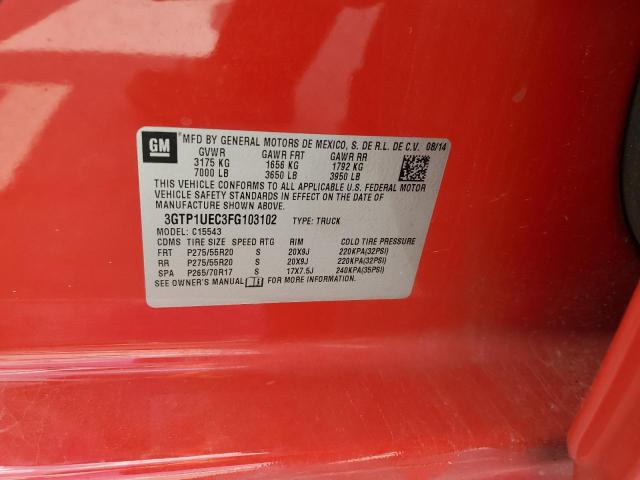 GM MFD BY GENERAL MOTORS DE MEXICO, S. DE R.L. DE C.V. 08/14
GVWR GAWR FRT GAWR RR
3175 KG 1656 KG 1792 KG
7000 LB 3650 LB 3950 LB
THIS VEHICLE CONFORMS TO ALL APPLICABLE U.S. FEDERAL MOTOR
VEHICLE SAFETY STANDARDS IN EFFECT ON THE DATE OF
MANUFACTURE SHOWN ABOVE.
3GTP1UEC3FG103102 TYPE: TRUCK
MODEL: C15543
CDMS TIRE SIZE SPEED RTG RIM COLD TIRE PRESSURE
FRT P275/55R20 S 20X9J 220KPA(32PSI)
RR P275/55R20 S 20X9J 220KPA(32PSI)
SPA P265/70R17 S 17X7.5J 240KPA(35PSI)
SEE OWNER'S MANUAL FOR MORE INFORMATION.